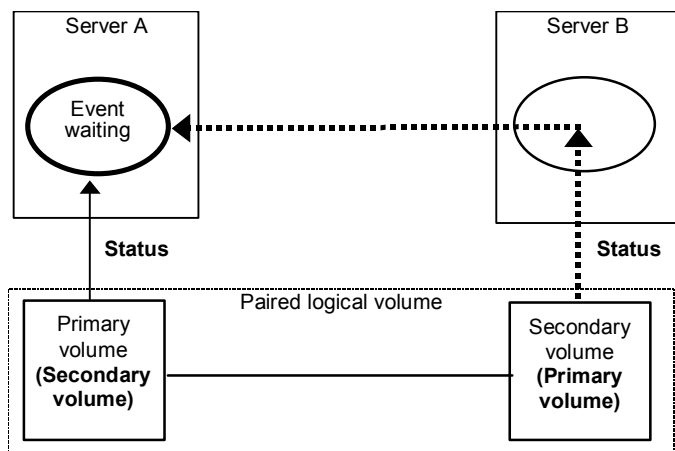 Server A
Server B
Event
waiting
Status
Status
Paired logical volume
Primary
volume
(Secondary
volume)
Secondary
volume
(Primary
volume)